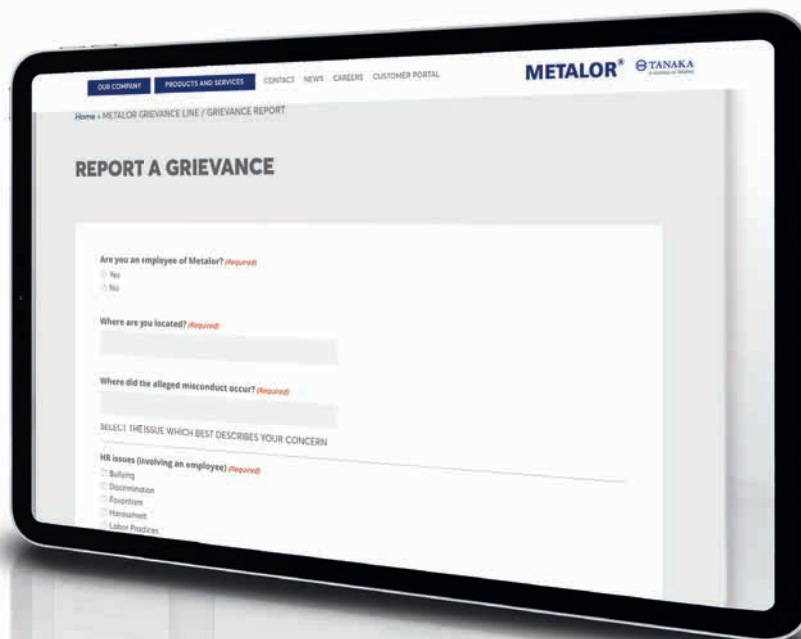 OUR COMPANY PRODUCTS AND SERVICES CONTACT NEWS CAREERS CUSTOMER PORTAL METALOR® TANAKA
Home » METALOR GRIEVANCE LINE / GRIEVANCE REPORT
REPORT A GRIEVANCE
Are you an employee of Metalor? (Required)
Yes
No
Where are you located? (Required)
Where did the alleged misconduct occur? (Required)
SELECT THE ISSUE WHICH BEST DESCRIBES YOUR CONCERN
HR issues (involving an employee) (Required)
Bullying
Discrimination
Favoritism
Harassment
Labor Practices